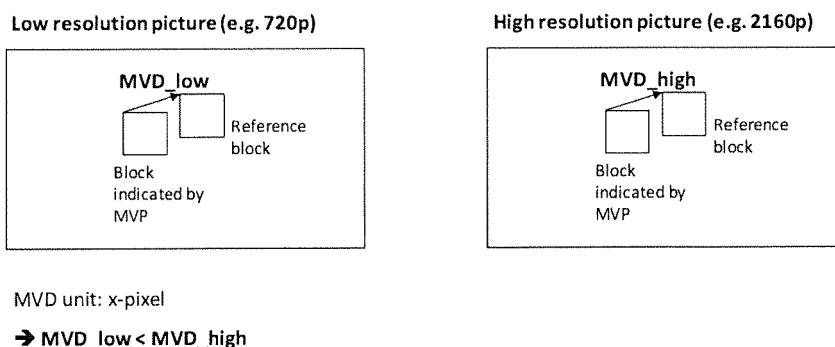 Low resolution picture (e.g. 720p)
MVD_low
Reference
block
Block
indicated by
MVP
High resolution picture (e.g. 2160p)
MVD_high
Reference
block
Block
indicated by
MVP
MVD unit: x-pixel
➔ MVD_low < MVD_high